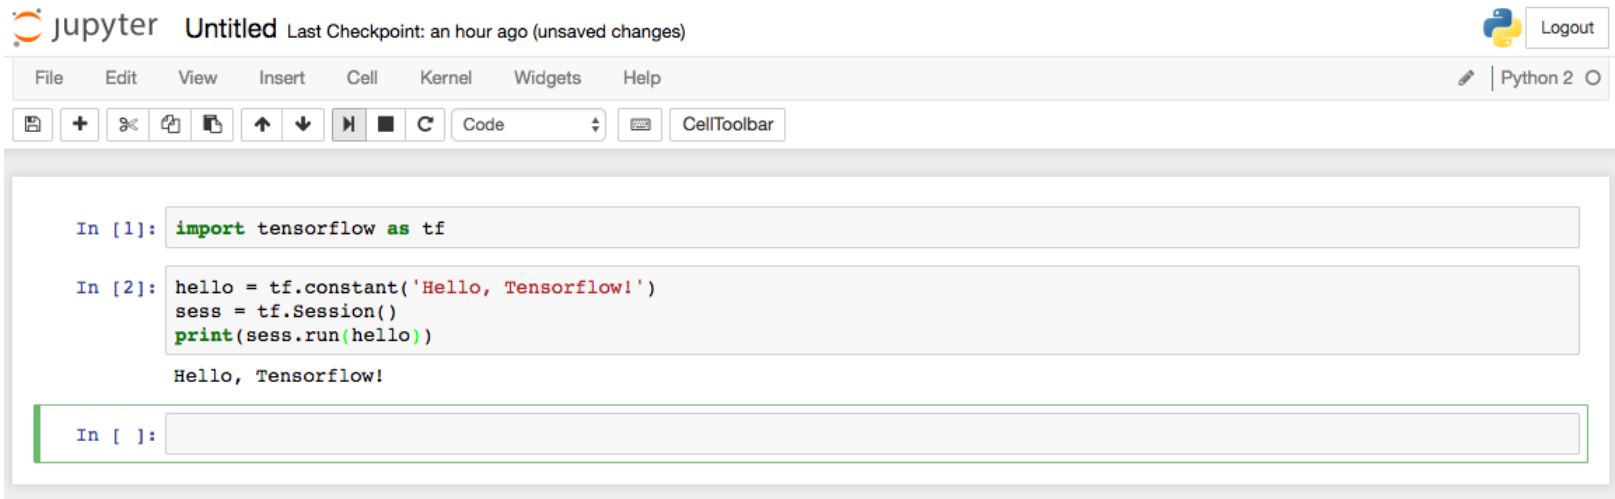 jupyter Untitled Last Checkpoint: an hour ago (unsaved changes) Logout
File Edit View Insert Cell Kernel Widgets Help Python 2
Code CellToolbar
In [1]: import tensorflow as tf
In [2]: hello = tf.constant('Hello, Tensorflow!')
sess = tf.Session()
print(sess.run(hello))
Hello, Tensorflow!
In [ ]: